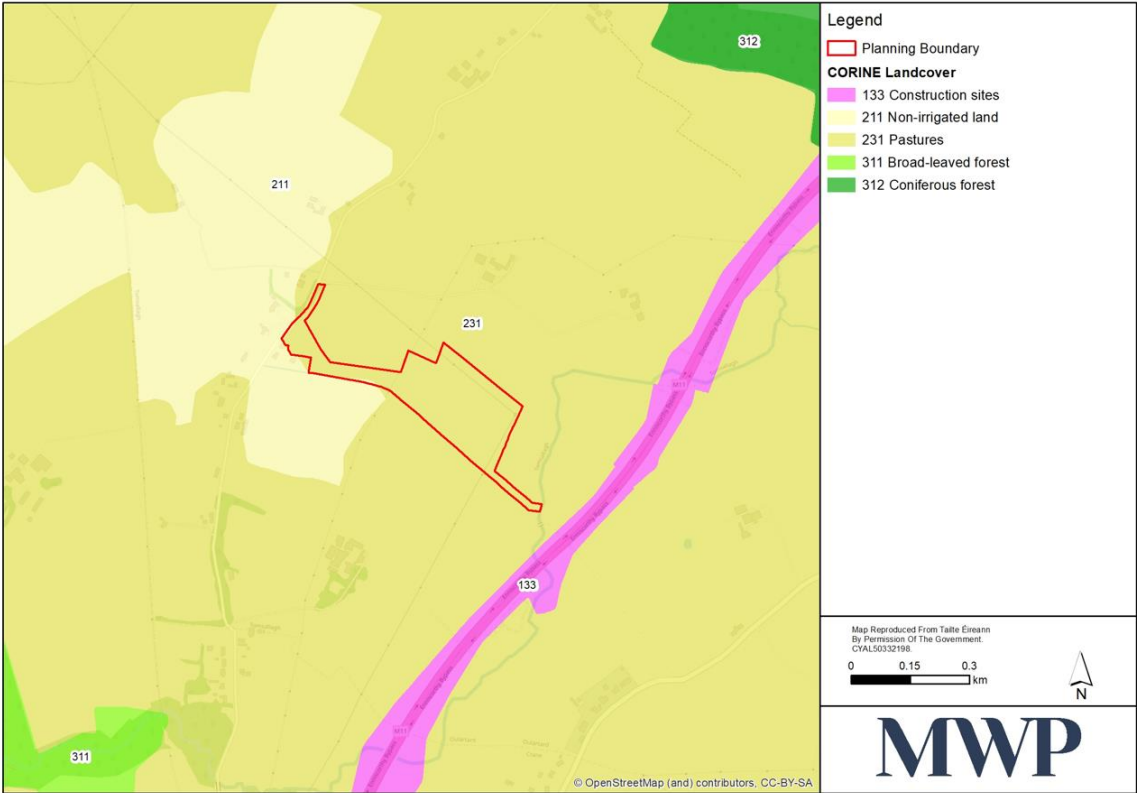 312
211
231
133
311
M11
M11
© OpenStreetMap (and) contributors, CC-BY-SA
Legend
Planning Boundary
CORINE Landcover
133 Construction sites
211 Non-irrigated land
231 Pastures
311 Broad-leaved forest
312 Coniferous forest
Map Reproduced From Tailte Éireann
By Permission Of The Government.
CYAL50332198.
0 0.15 0.3
km
N
MWP